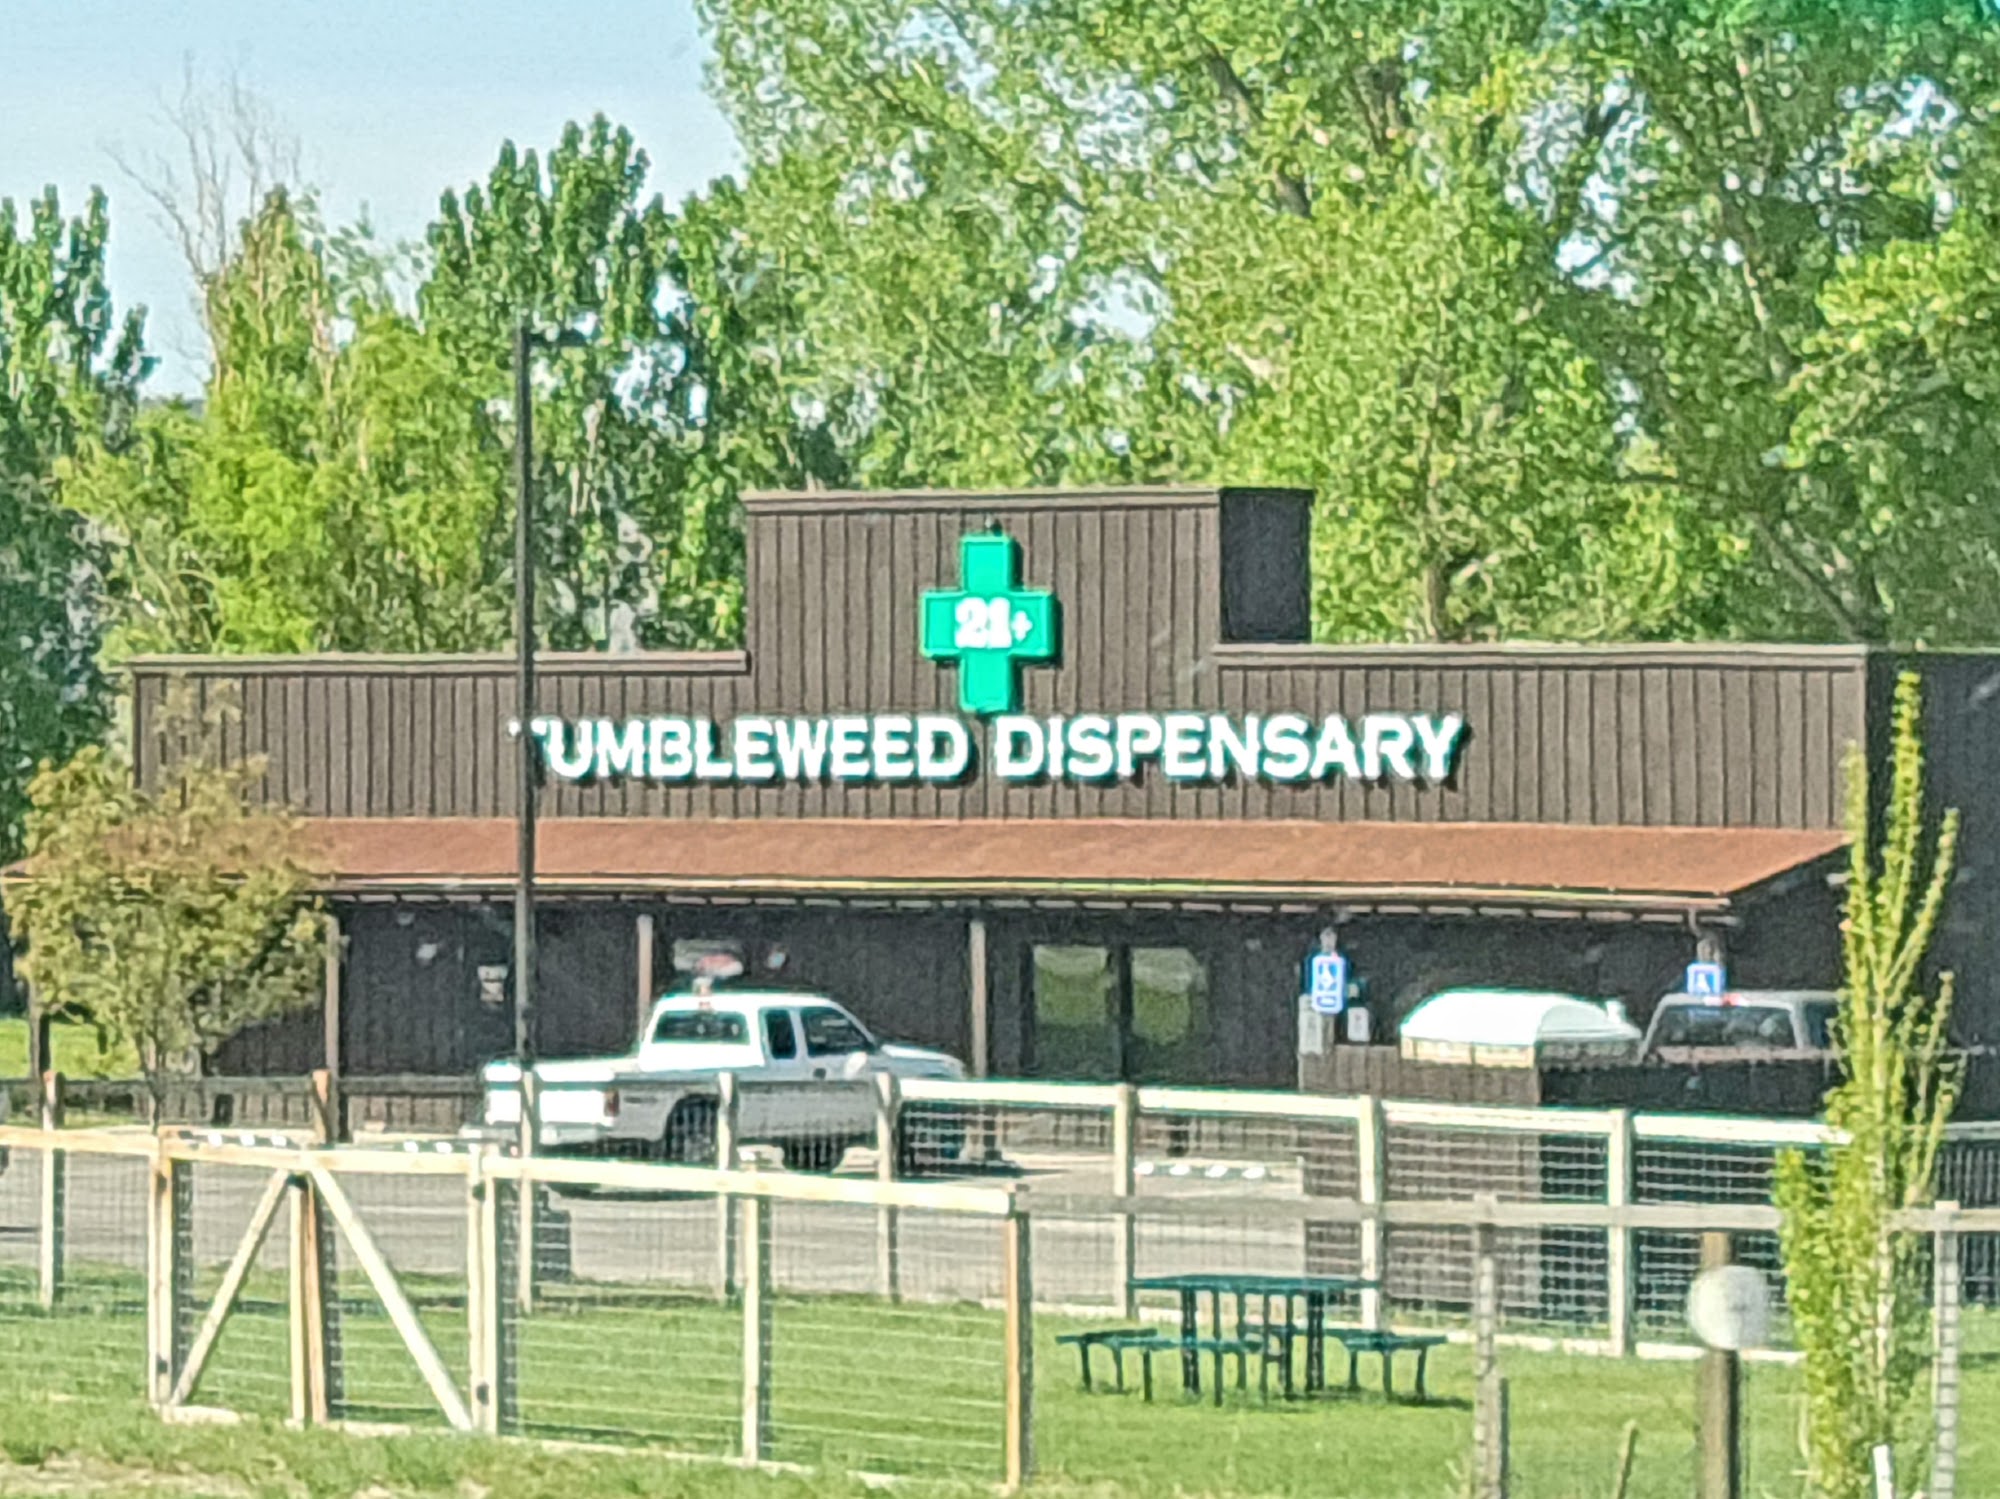 21+
TUMBLEWEED DISPENSARY